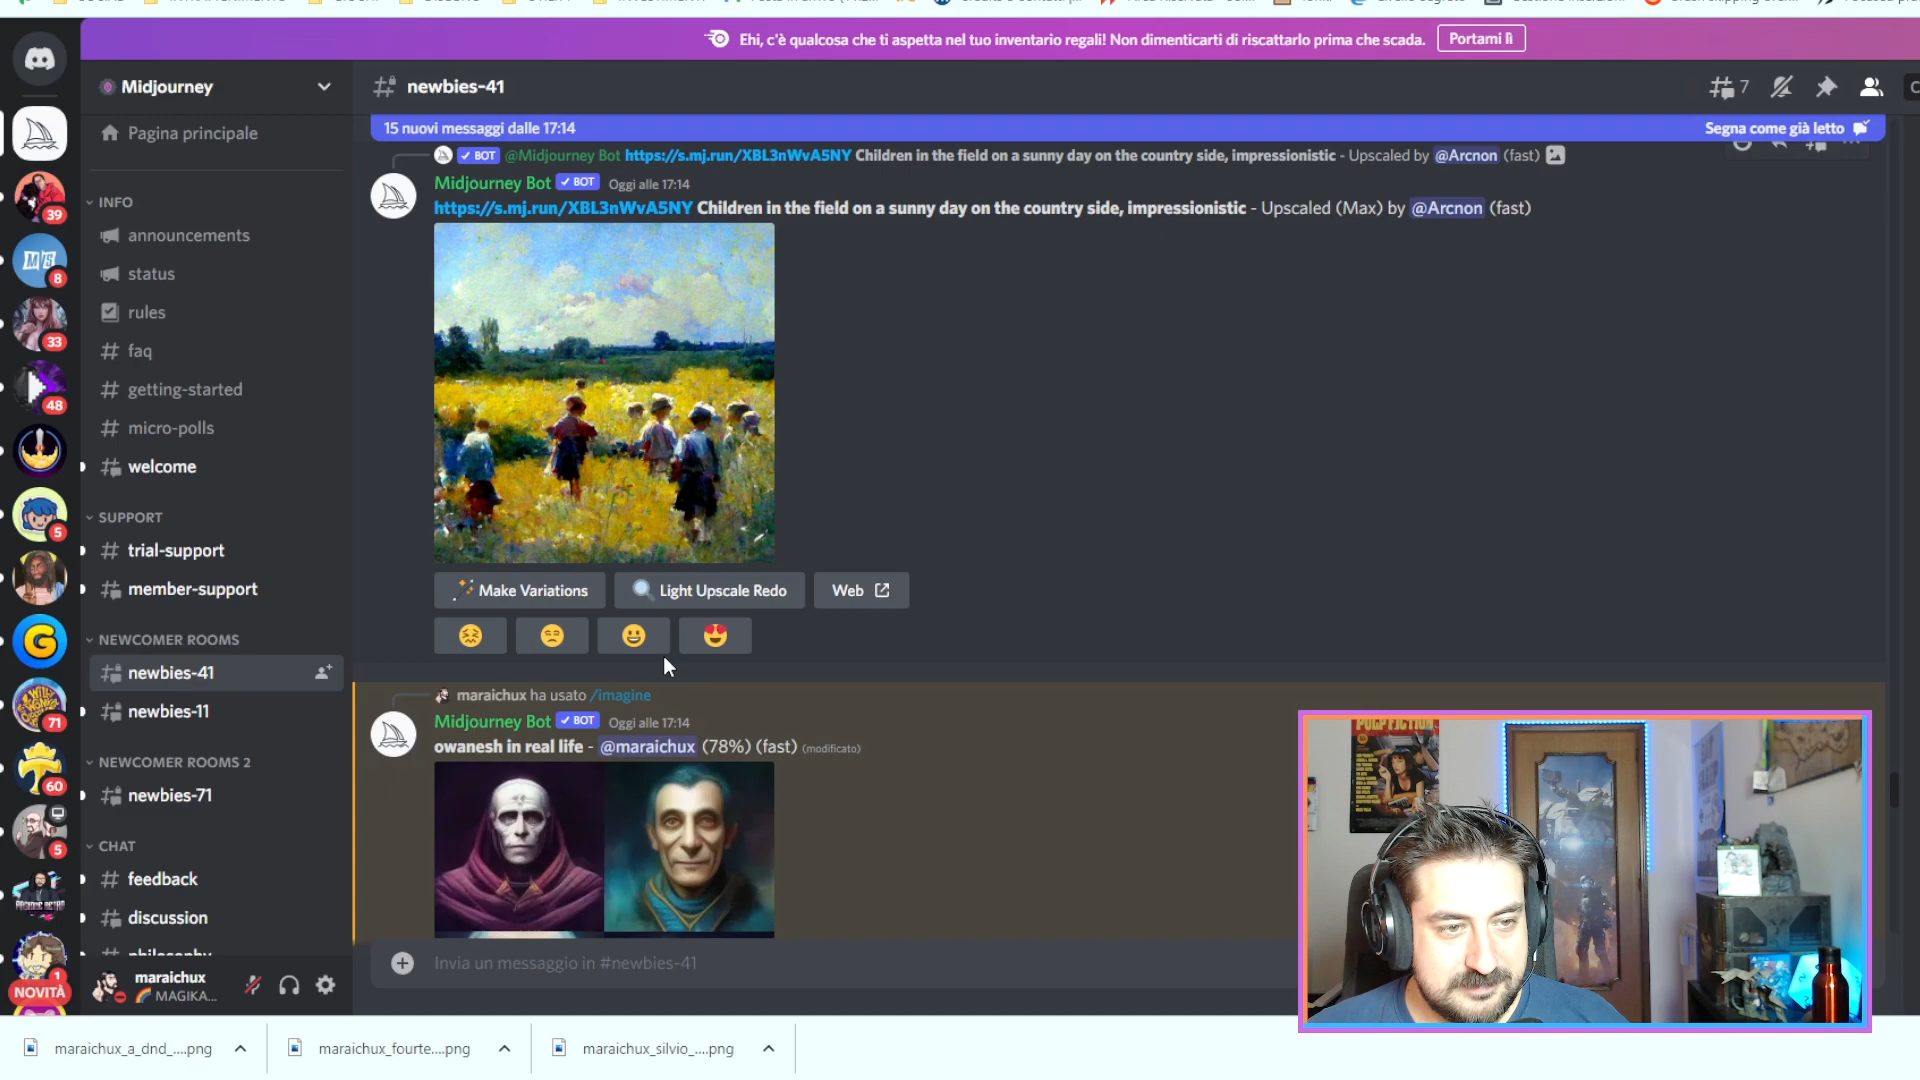 Ehi, c'è qualcosa che ti aspetta nel tuo inventario regali! Non dimenticarti di riscattarlo prima che scada.
Portami lì
Midjourney
newbies-41
7
15 nuovi messaggi dalle 17:14
Segna come già letto
Pagina principale
BOT @Midjourney Bot https://s.mj.run/XBL3nWvA5NY Children in the field on a sunny day on the country side, impressionistic - Upscaled by @Arcnon (fast)
Midjourney Bot BOT Oggi alle 17:14
https://s.mj.run/XBL3nWvA5NY Children in the field on a sunny day on the country side, impressionistic - Upscaled (Max) by @Arcnon (fast)
INFO
announcements
status
rules
faq
getting-started
micro-polls
welcome
SUPPORT
trial-support
member-support
NEWCOMER ROOMS
newbies-41
newbies-11
NEWCOMER ROOMS 2
newbies-71
CHAT
feedback
discussion
philosophy
39
8
33
48
5
G
71
60
5
1
NOVITÀ
maraichux
MAGIKA...
Make Variations
Light Upscale Redo
Web
maraichux ha usato /imagine
Midjourney Bot BOT Oggi alle 17:14
owanesh in real life - @maraichux (78%) (fast) (modificato)
Invia un messaggio in #newbies-41
PULP FICTION
maraichux_a_dnd_....png
maraichux_fourte....png
maraichux_silvio_....png